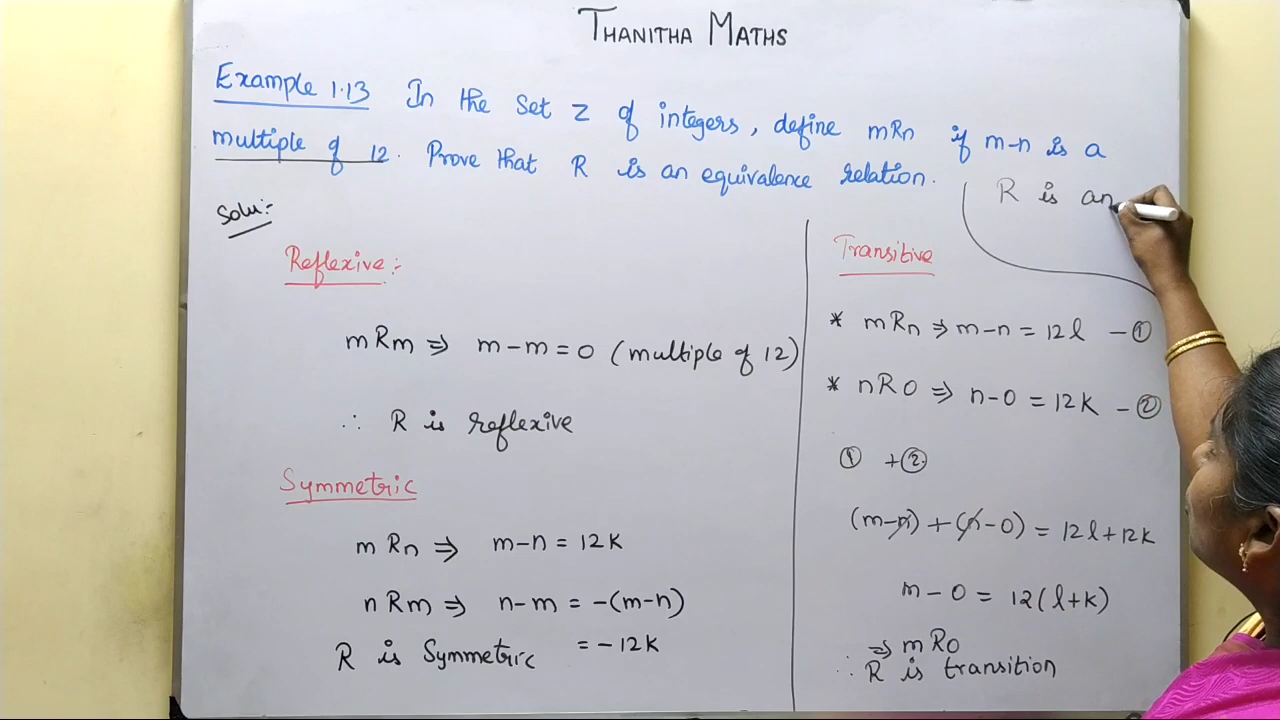 THANITHA MATHS
Example 1.13 In the Set Z of integers, define mRn if m-n is a
multiple of 12. Prove that R is an equivalence relation.
Solu:-
R is an
Reflexive:-
mRm ⇒ m-m = 0 (multiple of 12)
∴ R is reflexive
Symmetric
mRn ⇒ m-n = 12k
nRm ⇒ n-m = -(m-n)
= -12k
R is Symmetric
Transitive
* mRn ⇒ m-n = 12l - ①
* nRo ⇒ n-o = 12k - ②
① + ②
(m-n) + (n-o) = 12l+12k
m-o = 12(l+k)
⇒ mRo
∴ R is transition